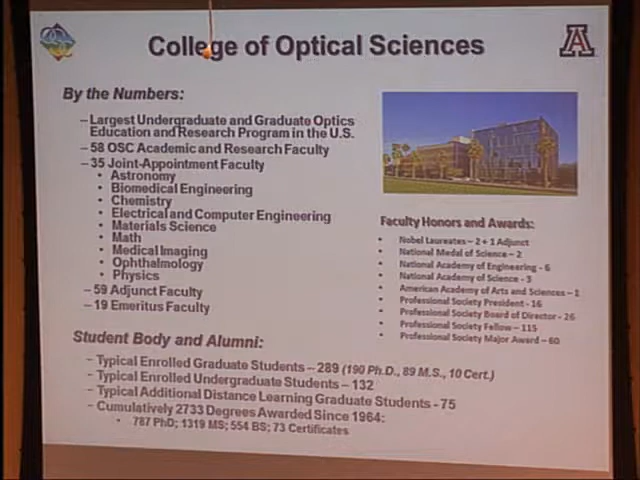 College of Optical Sciences
A
By the Numbers:
–Largest Undergraduate and Graduate Optics
Education and Research Program in the U.S.
–58 OSC Academic and Research Faculty
–35 Joint-Appointment Faculty
• Astronomy
• Biomedical Engineering
• Chemistry
• Electrical and Computer Engineering
• Materials Science
• Math
• Medical Imaging
• Ophthalmology
• Physics
–59 Adjunct Faculty
–19 Emeritus Faculty
Faculty Honors and Awards:
• Nobel Laureates – 2 + 1 Adjunct
• National Medal of Science – 2
• National Academy of Engineering - 6
• National Academy of Science - 3
• American Academy of Arts and Sciences – 1
• Professional Society President - 16
• Professional Society Board of Director - 26
• Professional Society Fellow – 115
• Professional Society Major Award – 60
Student Body and Alumni:
– Typical Enrolled Graduate Students – 289 (190 Ph.D., 89 M.S., 10 Cert.)
– Typical Enrolled Undergraduate Students – 132
– Typical Additional Distance Learning Graduate Students - 75
– Cumulatively 2733 Degrees Awarded Since 1964:
• 787 PhD; 1319 MS; 554 BS; 73 Certificates